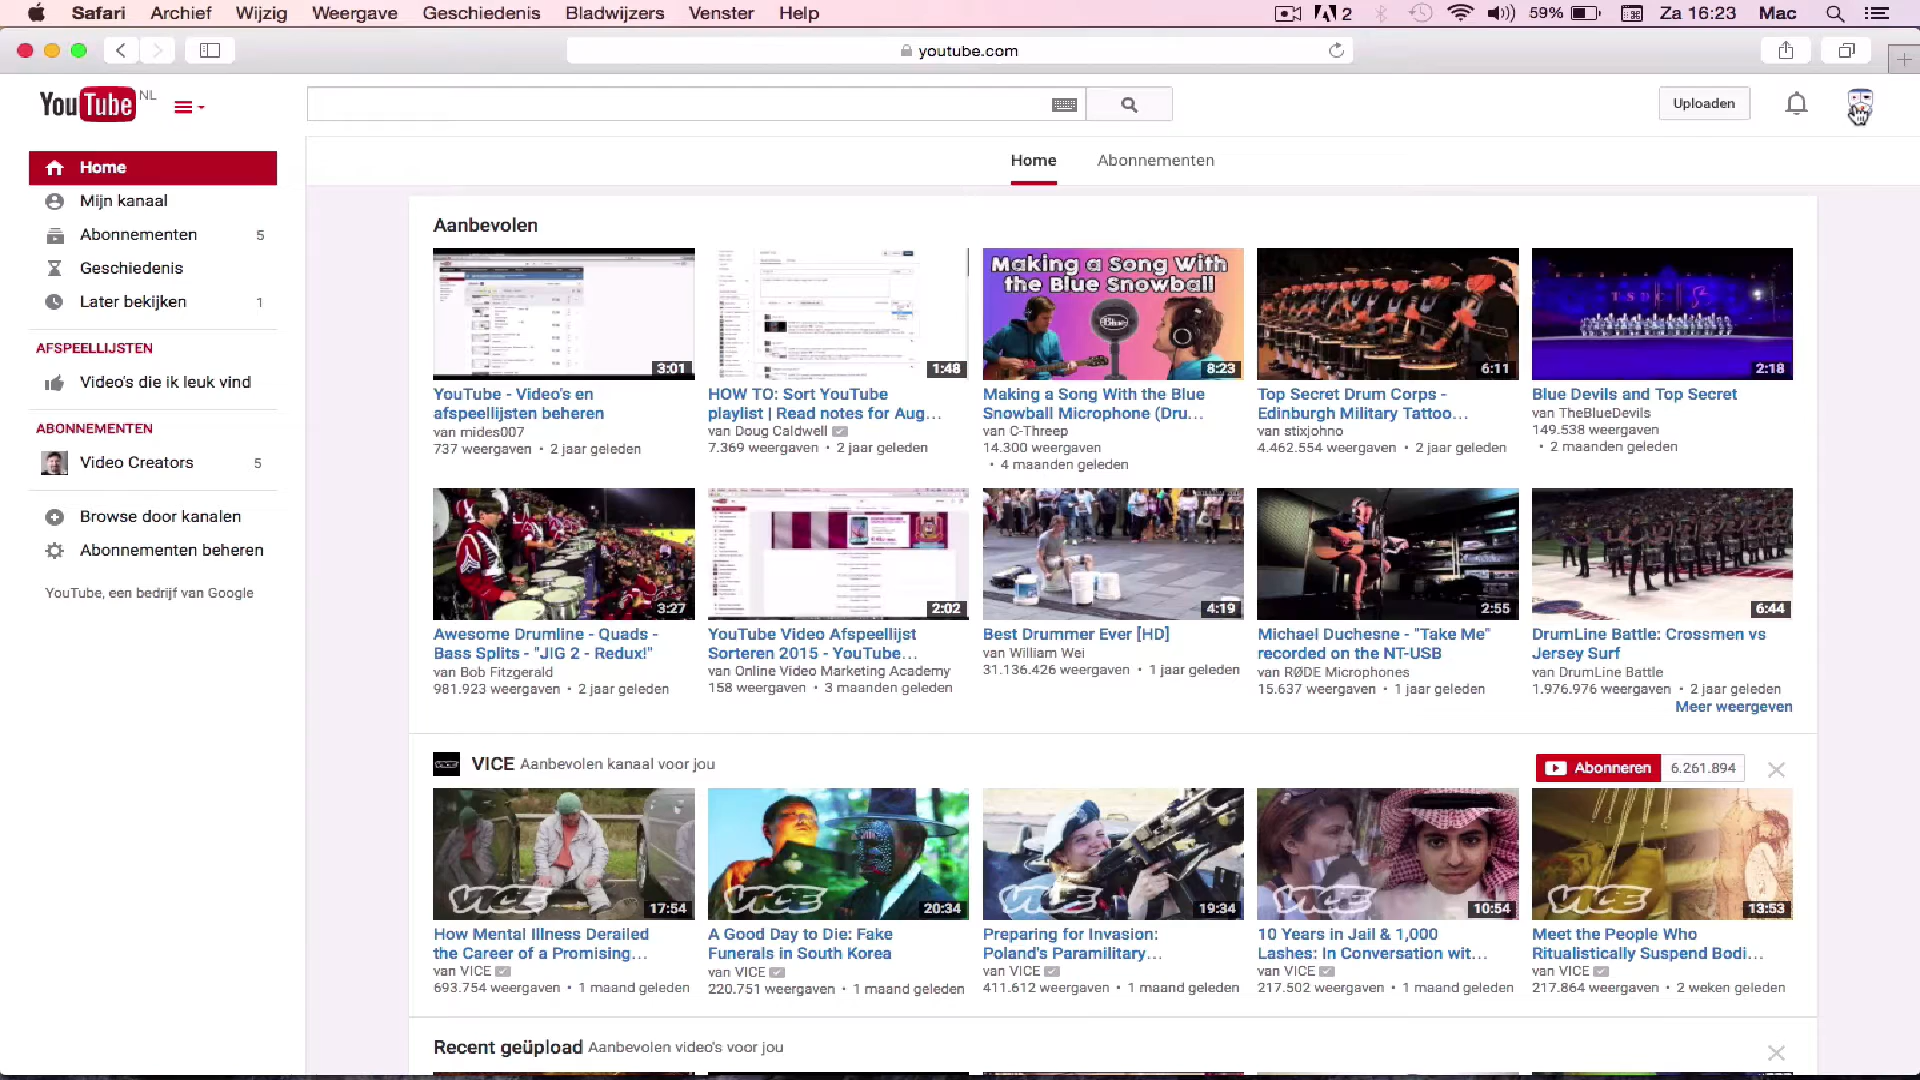 Safari Archief Wijzig Weergave Geschiedenis Bladwijzers Venster Help 2 59% Za 16:23 Mac
youtube.com
YouTube NL
Uploaden
Home
Mijn kanaal
Abonnementen 5
Geschiedenis
Later bekijken 1
AFSPEELLIJSTEN
Video's die ik leuk vind
ABONNEMENTEN
Video Creators 5
Browse door kanalen
Abonnementen beheren
YouTube, een bedrijf van Google
Home Abonnementen
Aanbevolen
3:01
YouTube - Video's en
afspeellijsten beheren
van mides007
737 weergaven • 2 jaar geleden
1:48
HOW TO: Sort YouTube
playlist | Read notes for Aug...
van Doug Caldwell
7.369 weergaven • 2 jaar geleden
Making a Song With
the Blue Snowball
Blue
8:23
Making a Song With the Blue
Snowball Microphone (Dru...
van C-Threep
14.300 weergaven
• 4 maanden geleden
6:11
Top Secret Drum Corps -
Edinburgh Military Tattoo...
van stixjohno
4.462.554 weergaven • 2 jaar geleden
TSDC
2:18
Blue Devils and Top Secret
van TheBlueDevils
149.538 weergaven
• 2 maanden geleden
3:27
Awesome Drumline - Quads -
Bass Splits - "JIG 2 - Redux!"
van Bob Fitzgerald
981.923 weergaven • 2 jaar geleden
2:02
YouTube Video Afspeellijst
Sorteren 2015 - YouTube...
van Online Video Marketing Academy
158 weergaven • 3 maanden geleden
4:19
Best Drummer Ever [HD]
van William Wei
31.136.426 weergaven • 1 jaar geleden
2:55
Michael Duchesne - "Take Me"
recorded on the NT-USB
van RØDE Microphones
15.637 weergaven • 1 jaar geleden
6:44
DrumLine Battle: Crossmen vs
Jersey Surf
van DrumLine Battle
1.976.976 weergaven • 2 jaar geleden
Meer weergeven
VICE Aanbevolen kanaal voor jou
Abonneren 6.261.894
VICE
17:54
How Mental Illness Derailed
the Career of a Promising...
van VICE
693.754 weergaven • 1 maand geleden
VICE
20:34
A Good Day to Die: Fake
Funerals in South Korea
van VICE
220.751 weergaven • 1 maand geleden
VICE
19:34
Preparing for Invasion:
Poland's Paramilitary...
van VICE
411.612 weergaven • 1 maand geleden
VICE
10:54
10 Years in Jail & 1,000
Lashes: In Conversation wit...
van VICE
217.502 weergaven • 1 maand geleden
VICE
13:53
Meet the People Who
Ritualistically Suspend Bodi...
van VICE
217.864 weergaven • 2 weken geleden
Recent geüpload Aanbevolen video's voor jou